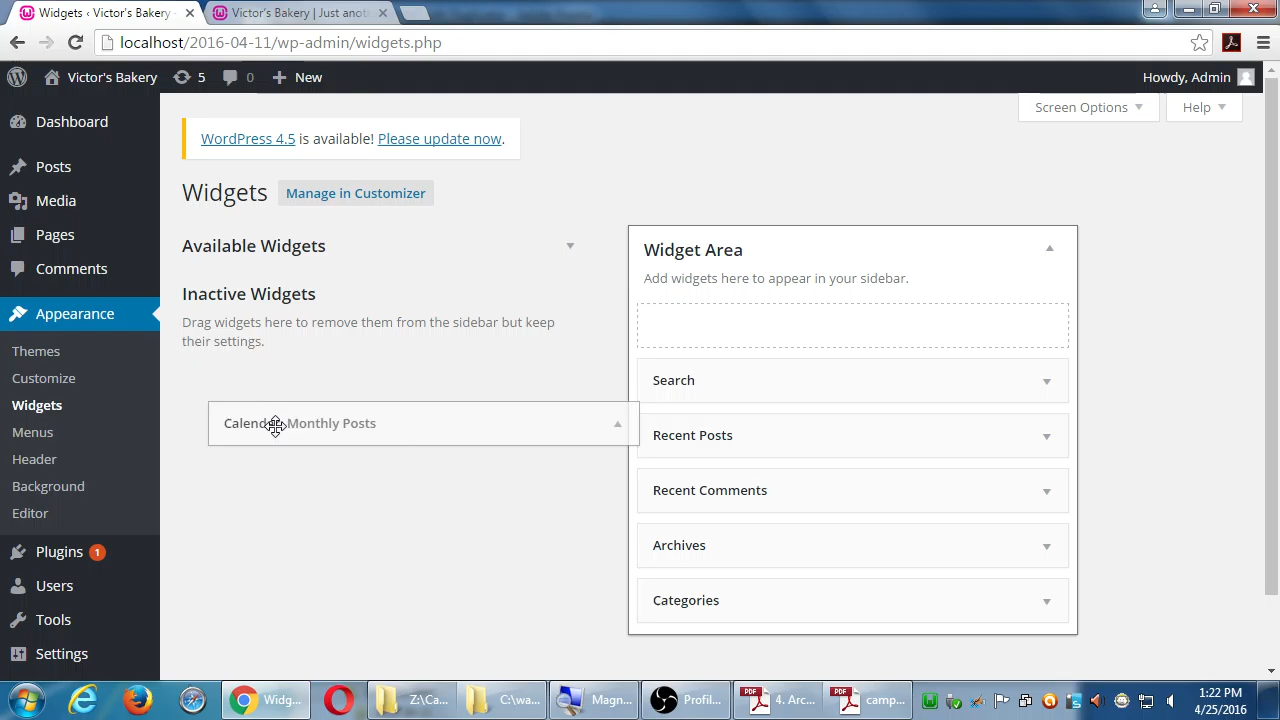 Widgets ‹ Victor's Bakery
Victor's Bakery | Just anot
localhost/2016-04-11/wp-admin/widgets.php
Victor's Bakery
5
0
New
Howdy, Admin
Dashboard
Posts
Media
Pages
Comments
Appearance
Themes
Customize
Widgets
Menus
Header
Background
Editor
Plugins 1
Users
Tools
Settings
Screen Options
Help
WordPress 4.5 is available! Please update now.
Widgets
Manage in Customizer
Available Widgets
Inactive Widgets
Drag widgets here to remove them from the sidebar but keep
their settings.
Monthly Posts
Widget Area
Add widgets here to appear in your sidebar.
Search
Recent Posts
Recent Comments
Archives
Categories
Widg...
Z:\Ca...
C:\wa...
Magn...
Profil...
4. Arc...
camp...
1:22 PM
4/25/2016